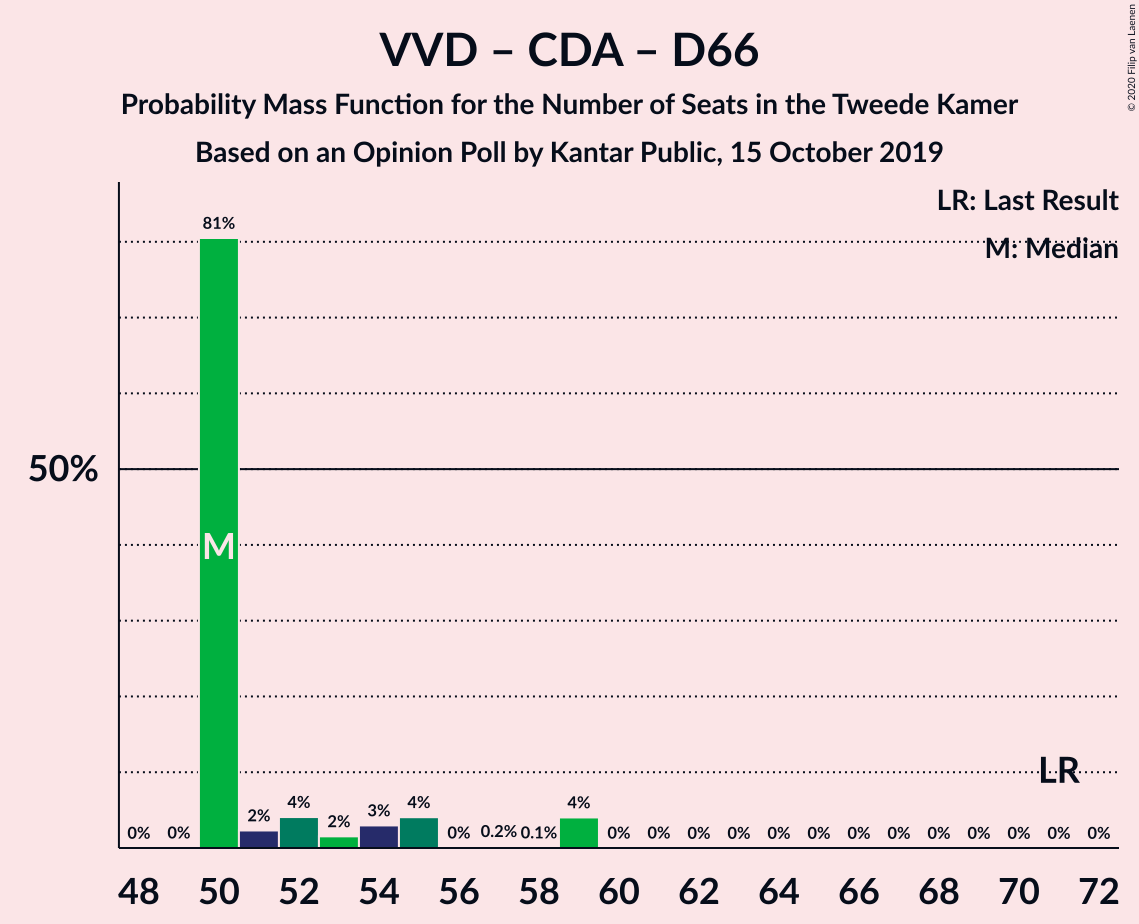 VVD – CDA – D66
Probability Mass Function for the Number of Seats in the Tweede Kamer
Based on an Opinion Poll by Kantar Public, 15 October 2019
© 2020 Filip van Laenen
LR: Last Result
M: Median
81%
50%
M
LR
0% 0% 2% 4% 2% 3% 4% 0% 0.2% 0.1% 4% 0% 0% 0% 0% 0% 0% 0% 0% 0% 0% 0% 0% 0%
48 50 52 54 56 58 60 62 64 66 68 70 72